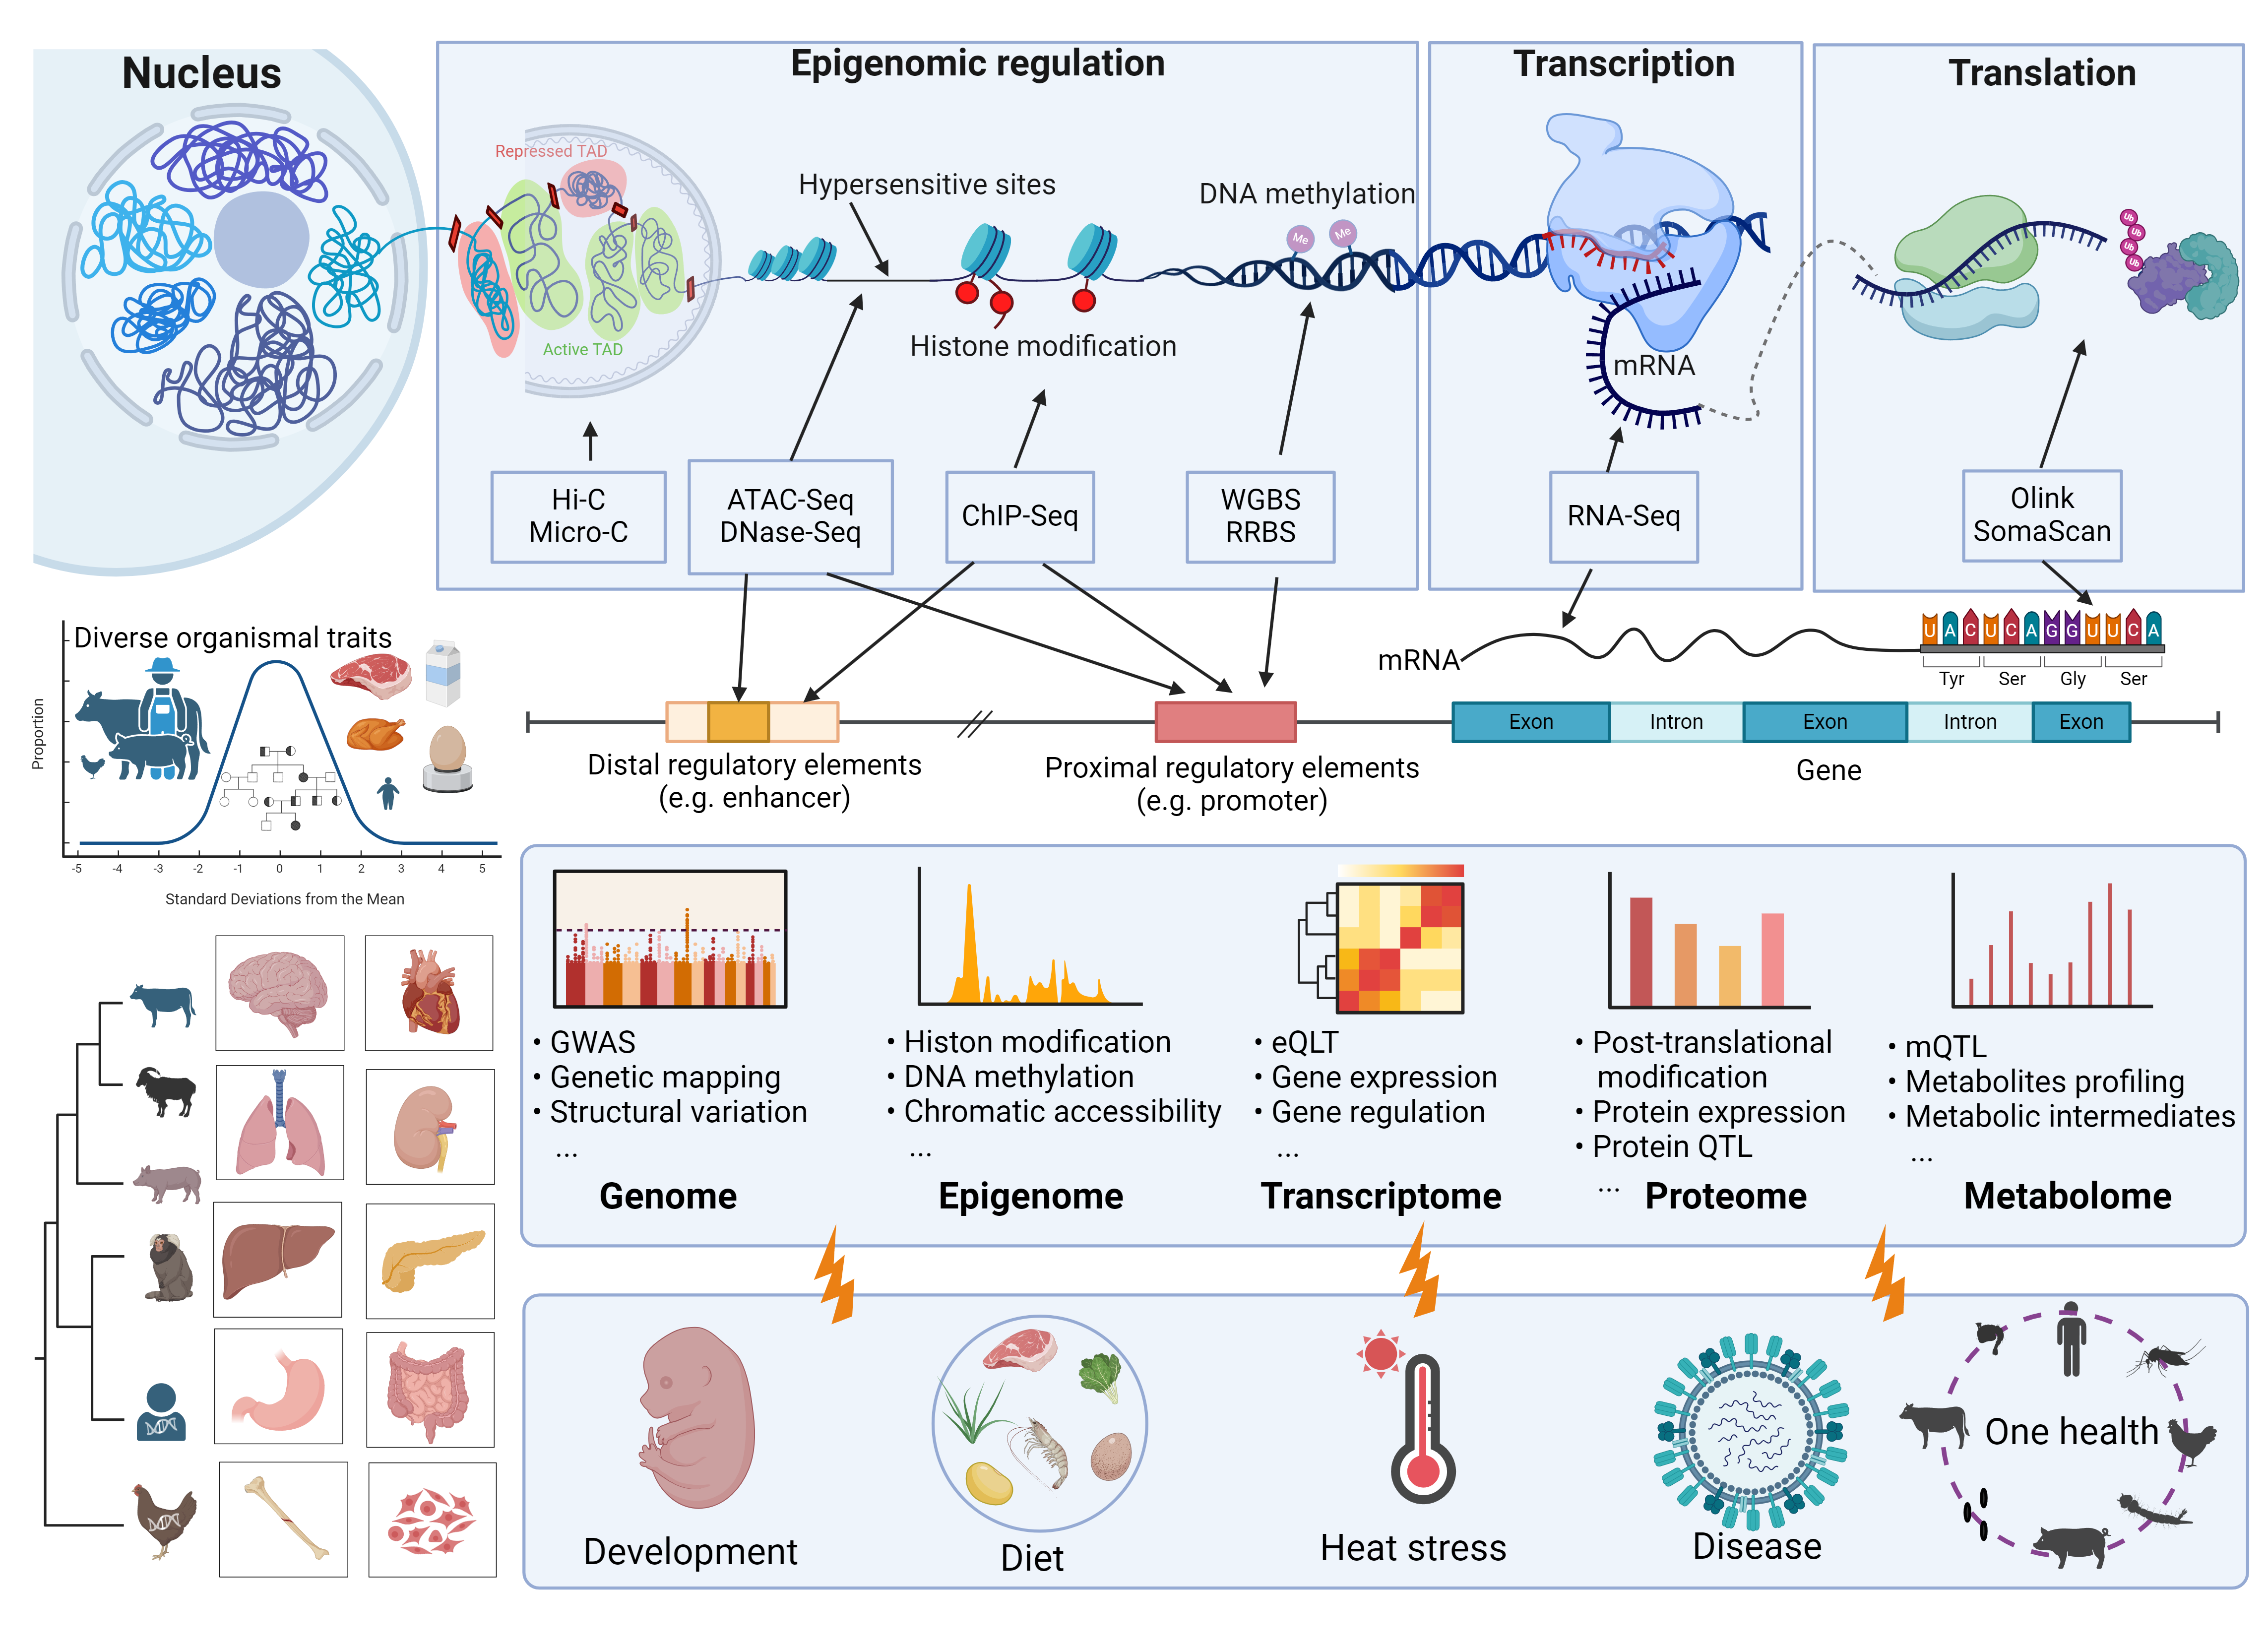 Nucleus
Epigenomic regulation
Transcription
Translation
Repressed TAD
Active TAD
Hypersensitive sites
Histone modification
DNA methylation
Me
Me
mRNA
Ub
Ub
Ub
Ub
Hi-C
Micro-C
ATAC-Seq
DNase-Seq
ChIP-Seq
WGBS
RRBS
RNA-Seq
Olink
SomaScan
mRNA
U A C U C A G G U U C A
Tyr Ser Gly Ser
Exon Intron Exon Intron Exon
Distal regulatory elements
(e.g. enhancer)
Proximal regulatory elements
(e.g. promoter)
Gene
Diverse organismal traits
Proportion
-5 -4 -3 -2 -1 0 1 2 3 4 5
Standard Deviations from the Mean
• GWAS
• Genetic mapping
• Structural variation
...
Genome
• Histon modification
• DNA methylation
• Chromatic accessibility
...
Epigenome
• eQLT
• Gene expression
• Gene regulation
...
Transcriptome
• Post-translational
modification
• Protein expression
• Protein QTL
...
Proteome
• mQTL
• Metabolites profiling
• Metabolic intermediates
...
Metabolome
Development
Diet
Heat stress
Disease
One health